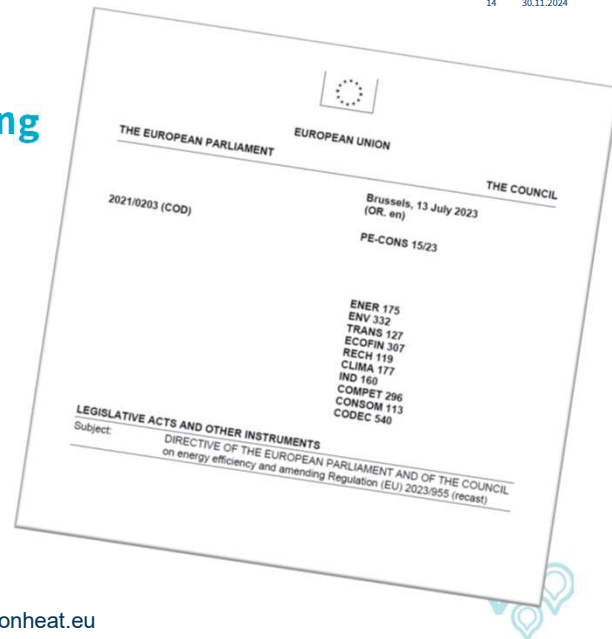 14 30.11.2024
ng
EUROPEAN UNION
THE EUROPEAN PARLIAMENT
THE COUNCIL
2021/0203 (COD)
Brussels, 13 July 2023
(OR. en)
PE-CONS 15/23
ENER 175
ENV 332
TRANS 127
ECOFIN 307
RECH 119
CLIMA 177
IND 160
COMPET 296
CONSOM 113
CODEC 540
LEGISLATIVE ACTS AND OTHER INSTRUMENTS
Subject: DIRECTIVE OF THE EUROPEAN PARLIAMENT AND OF THE COUNCIL
on energy efficiency and amending Regulation (EU) 2023/955 (recast)
onheat.eu